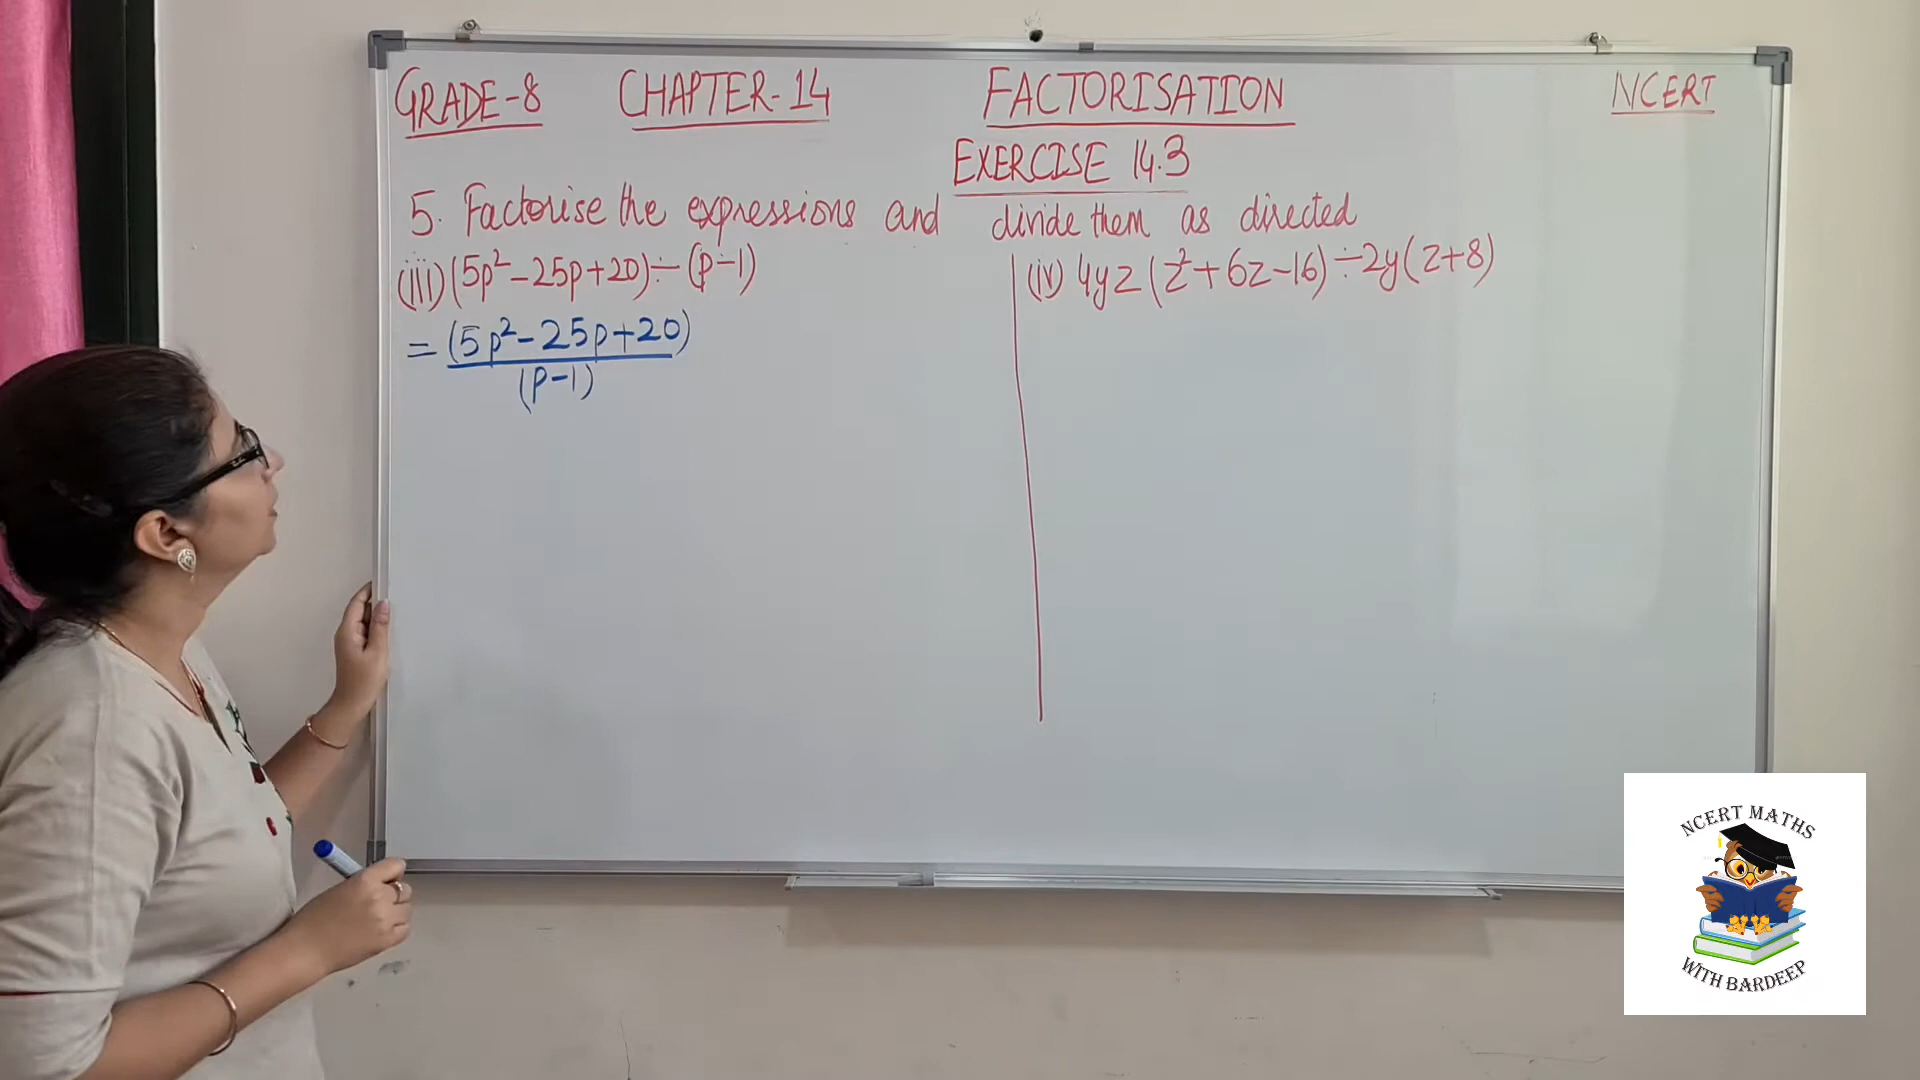 GRADE-8 CHAPTER-14 FACTORISATION NCERT
EXERCISE 14.3
5. Factorise the expressions and divide them as directed
(iii) (5p²-25p+20)÷(p-1)
= (5p²-25p+20)
(p-1)
(iv) 4yz(z²+6z-16)÷2y(z+8)
NCERT MATHS
WITH BARDEEP